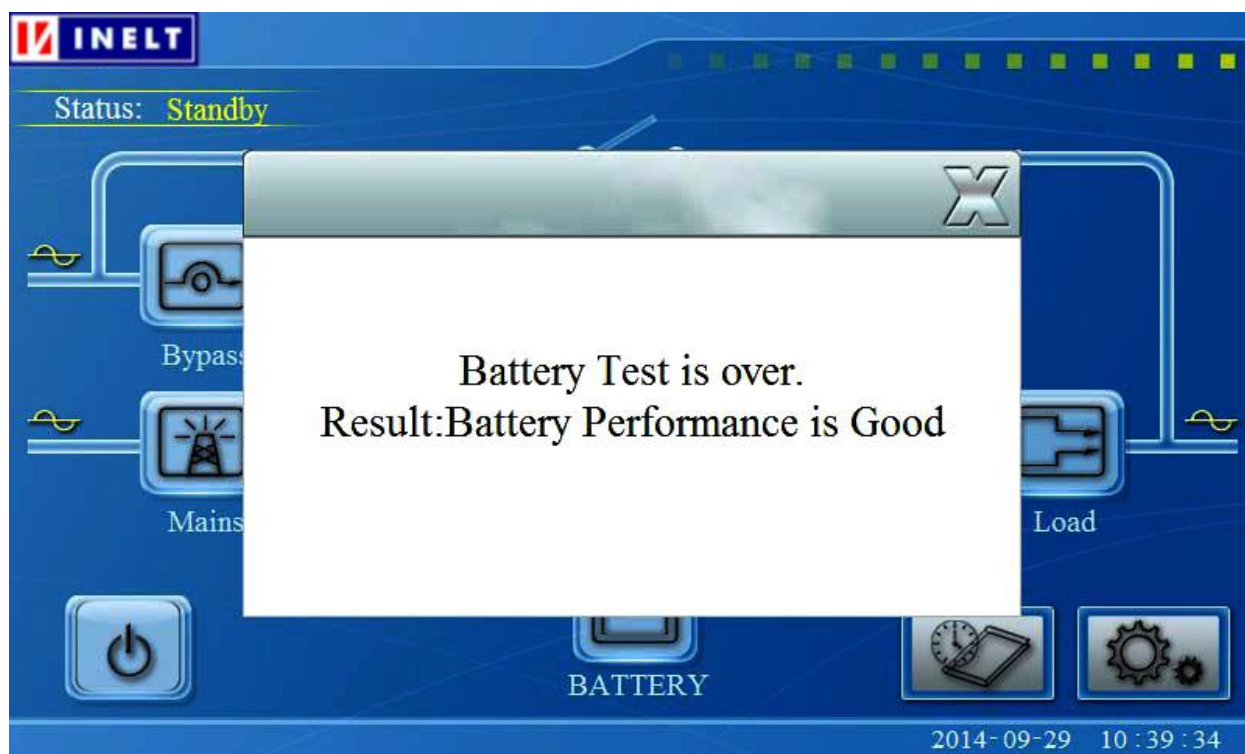 INELT
Status: Standby
Battery Test is over.
Result:Battery Performance is Good
Bypass
Mains
Load
BATTERY
2014-09-29 10:39:34